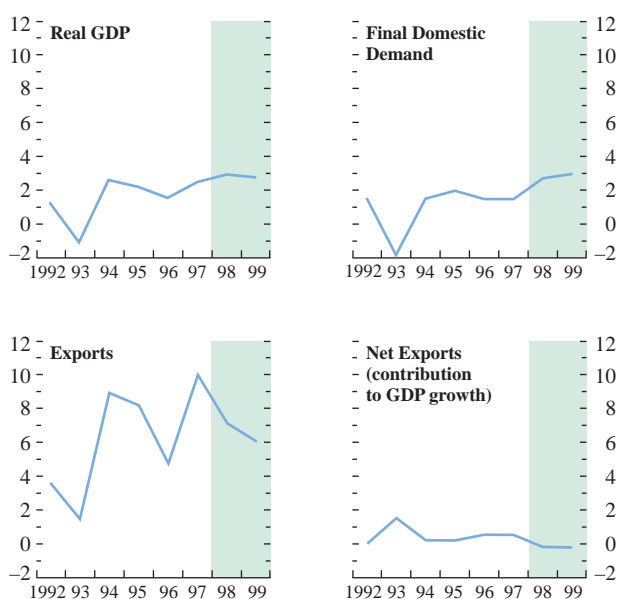 Real GDP
12
10
8
6
4
2
0
–2
1992 93 94 95 96 97 98 99
Final Domestic
Demand
12
10
8
6
4
2
0
–2
1992 93 94 95 96 97 98 99
Exports
12
10
8
6
4
2
0
–2
1992 93 94 95 96 97 98 99
Net Exports
(contribution
to GDP growth)
12
10
8
6
4
2
0
–2
1992 93 94 95 96 97 98 99